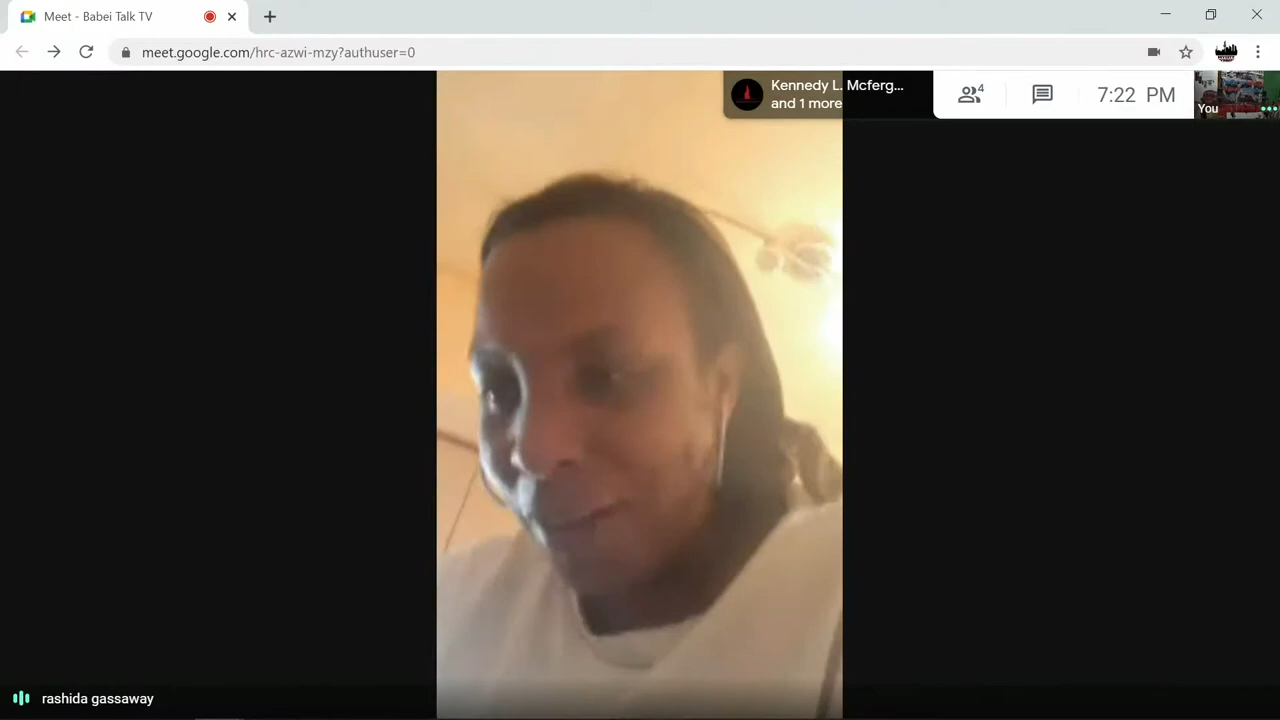 Meet - Babei Talk TV
meet.google.com/hrc-azwi-mzy?authuser=0
Kennedy L. Mcferg...
and 1 more
4
7:22 PM
You
rashida gassaway